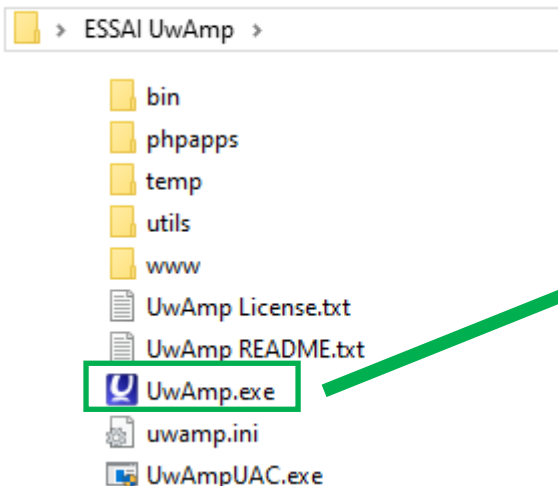 ESSAI UwAmp
bin
phpapps
temp
utils
www
UwAmp License.txt
UwAmp README.txt
UwAmp.exe
uwamp.ini
UwAmpUAC.exe